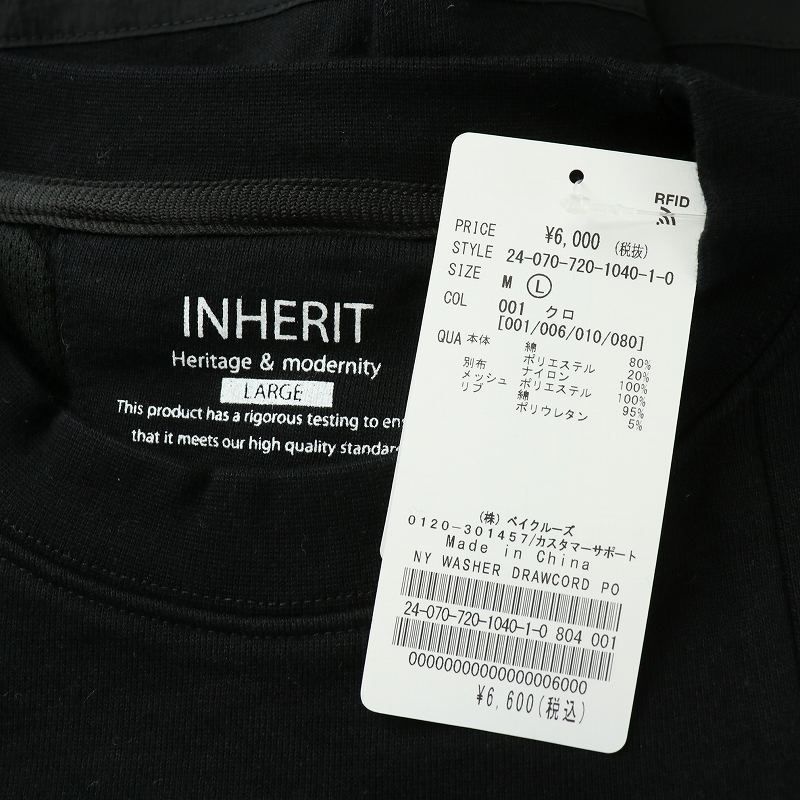 INHERIT
Heritage & modernity
LARGE
This product has a rigorous testing to en
that it meets our high quality standar
RFID
PRICE ¥6,000 (税抜)
STYLE 24-070-720-1040-1-0
SIZE M L
COL 001 クロ
[001/006/010/080]
QUA 本体 綿 80%
ポリエステル 20%
別布 ナイロン 100%
メッシュ ポリエステル 100%
リブ 綿 95%
ポリウレタン 5%
(株) ベイクルーズ
0120-301457/カスタマーサポート
Made in China
NY WASHER DRAWCORD PO
24-070-720-1040-1-0 804 001
00000000000000006000
¥6,600(税込)